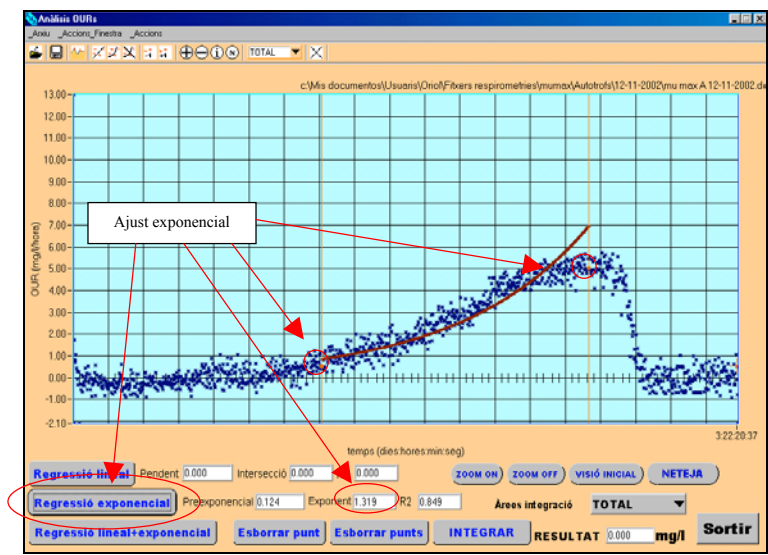 Anàlisis OURs
_Arxiu _Accions_Finestra _Accions
TOTAL
c:\Mis documentos\Usuaris\Oriol\Fitxers respirometries\mumax\Autotrofs\12-11-2002\mu max A 12-11-2002.d
13.00
12.00
11.00
10.00
9.00
8.00
7.00
6.00
5.00
4.00
3.00
2.00
1.00
0.00
-1.00
-2.10
OUR (mg/l/hora)
Ajust exponencial
3:22:20:37
temps (dies:hores:min:seg)
Regressió lineal Pendent 0.000 Intersecció 0.000 0.000 ZOOM ON ZOOM OFF VISIÓ INICIAL NETEJA
Regressió exponencial Preexponencial 0.124 Exponent 1.319 R2 0.849 Àrees integració TOTAL
Regressió lineal+exponencial Esborrar punt Esborrar punts INTEGRAR RESULTAT 0.000 mg/l Sortir